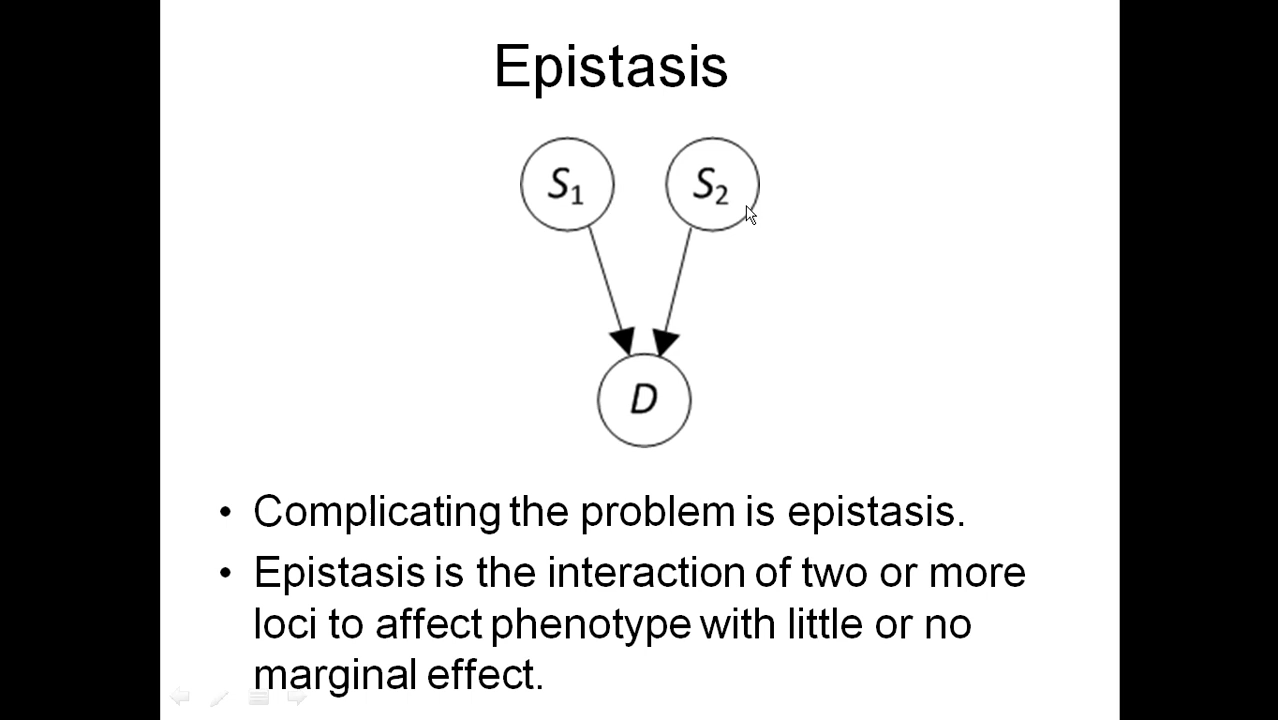 Epistasis
S₁ S₂
D
• Complicating the problem is epistasis.
• Epistasis is the interaction of two or more
loci to affect phenotype with little or no
marginal effect.